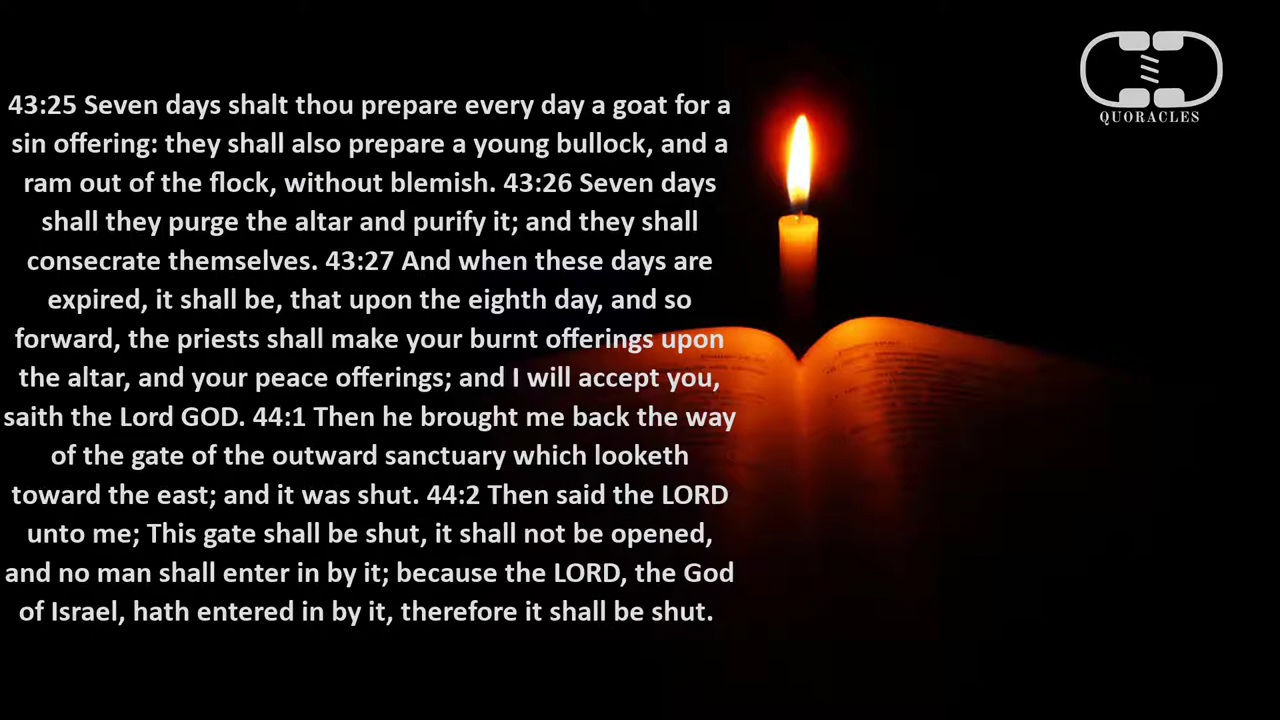 43:25 Seven days shalt thou prepare every day a goat for a
sin offering: they shall also prepare a young bullock, and a
ram out of the flock, without blemish. 43:26 Seven days
shall they purge the altar and purify it; and they shall
consecrate themselves. 43:27 And when these days are
expired, it shall be, that upon the eighth day, and so
forward, the priests shall make your burnt offerings upon
the altar, and your peace offerings; and I will accept you,
saith the Lord GOD. 44:1 Then he brought me back the way
of the gate of the outward sanctuary which looketh
toward the east; and it was shut. 44:2 Then said the LORD
unto me; This gate shall be shut, it shall not be opened,
and no man shall enter in by it; because the LORD, the God
of Israel, hath entered in by it, therefore it shall be shut.
QUORACLES